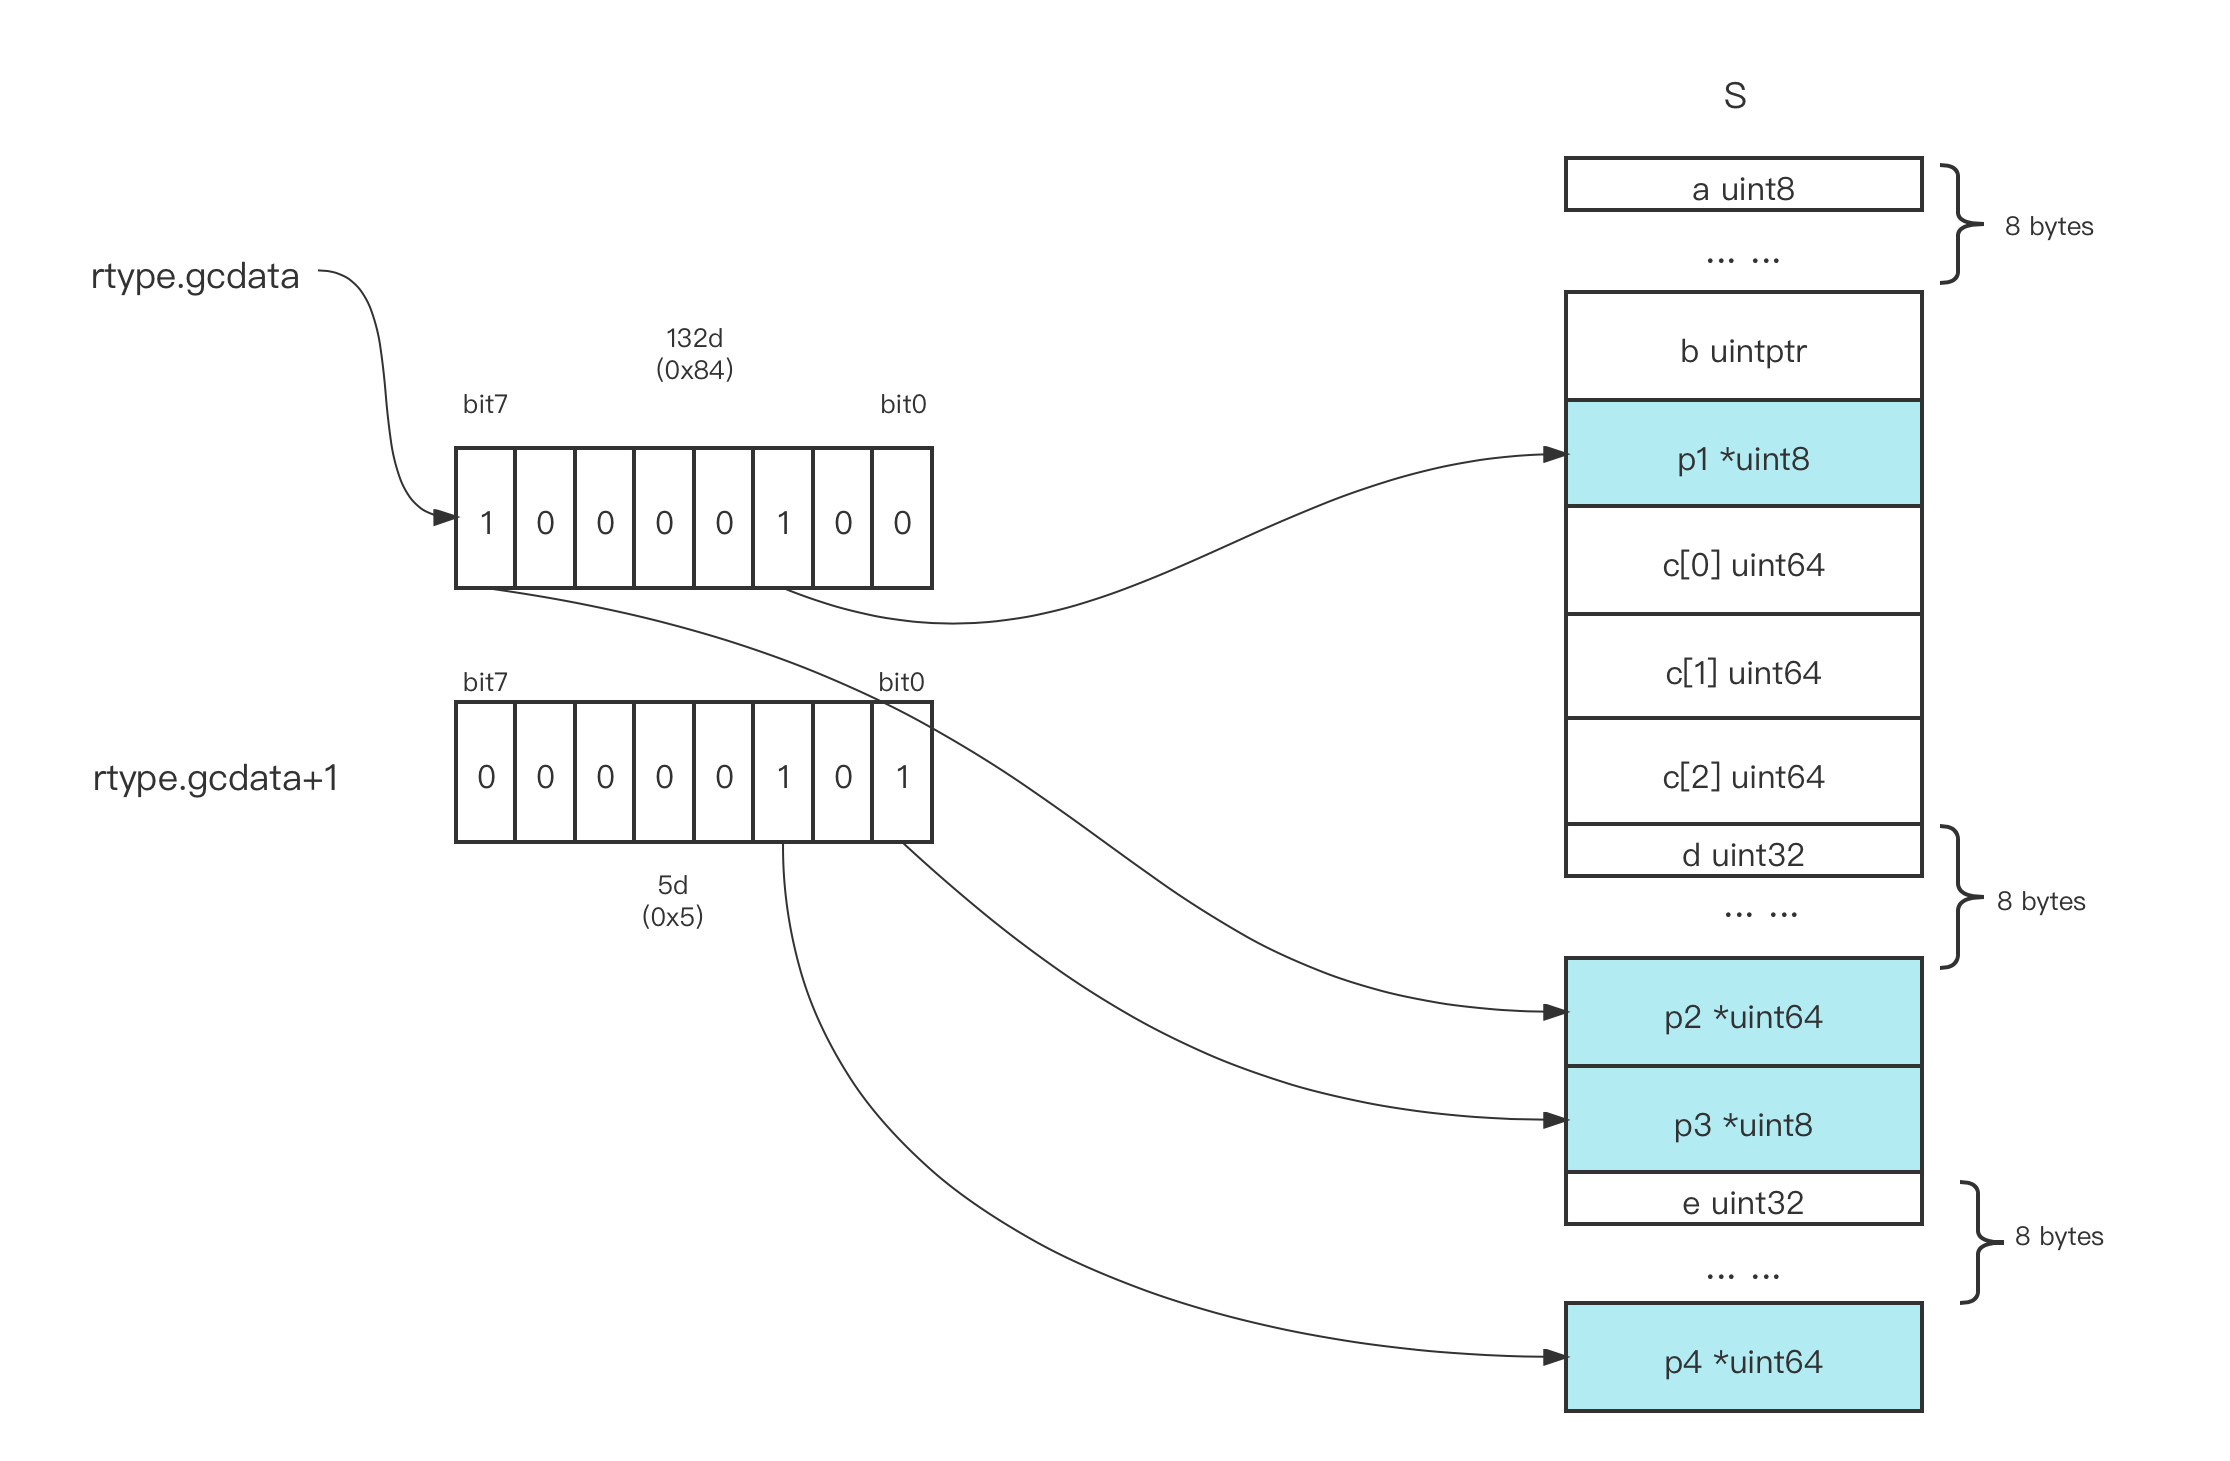 S
a uint8
8 bytes
... ...
rtype.gcdata
132d
(0x84)
bit7 bit0
1 0 0 0 0 1 0 0
b uintptr
p1 *uint8
c[0] uint64
c[1] uint64
c[2] uint64
bit7 bit0
rtype.gcdata+1
0 0 0 0 0 1 0 1
5d
(0x5)
d uint32
... ...
8 bytes
p2 *uint64
p3 *uint8
e uint32
8 bytes
... ...
p4 *uint64